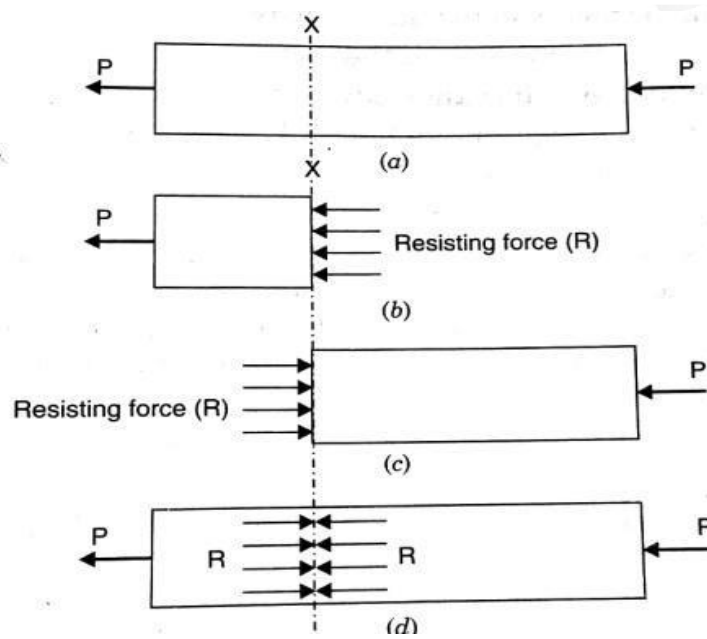 X
P P
(a)
X
P Resisting force (R)
(b)
Resisting force (R) P
(c)
P R R
(d)